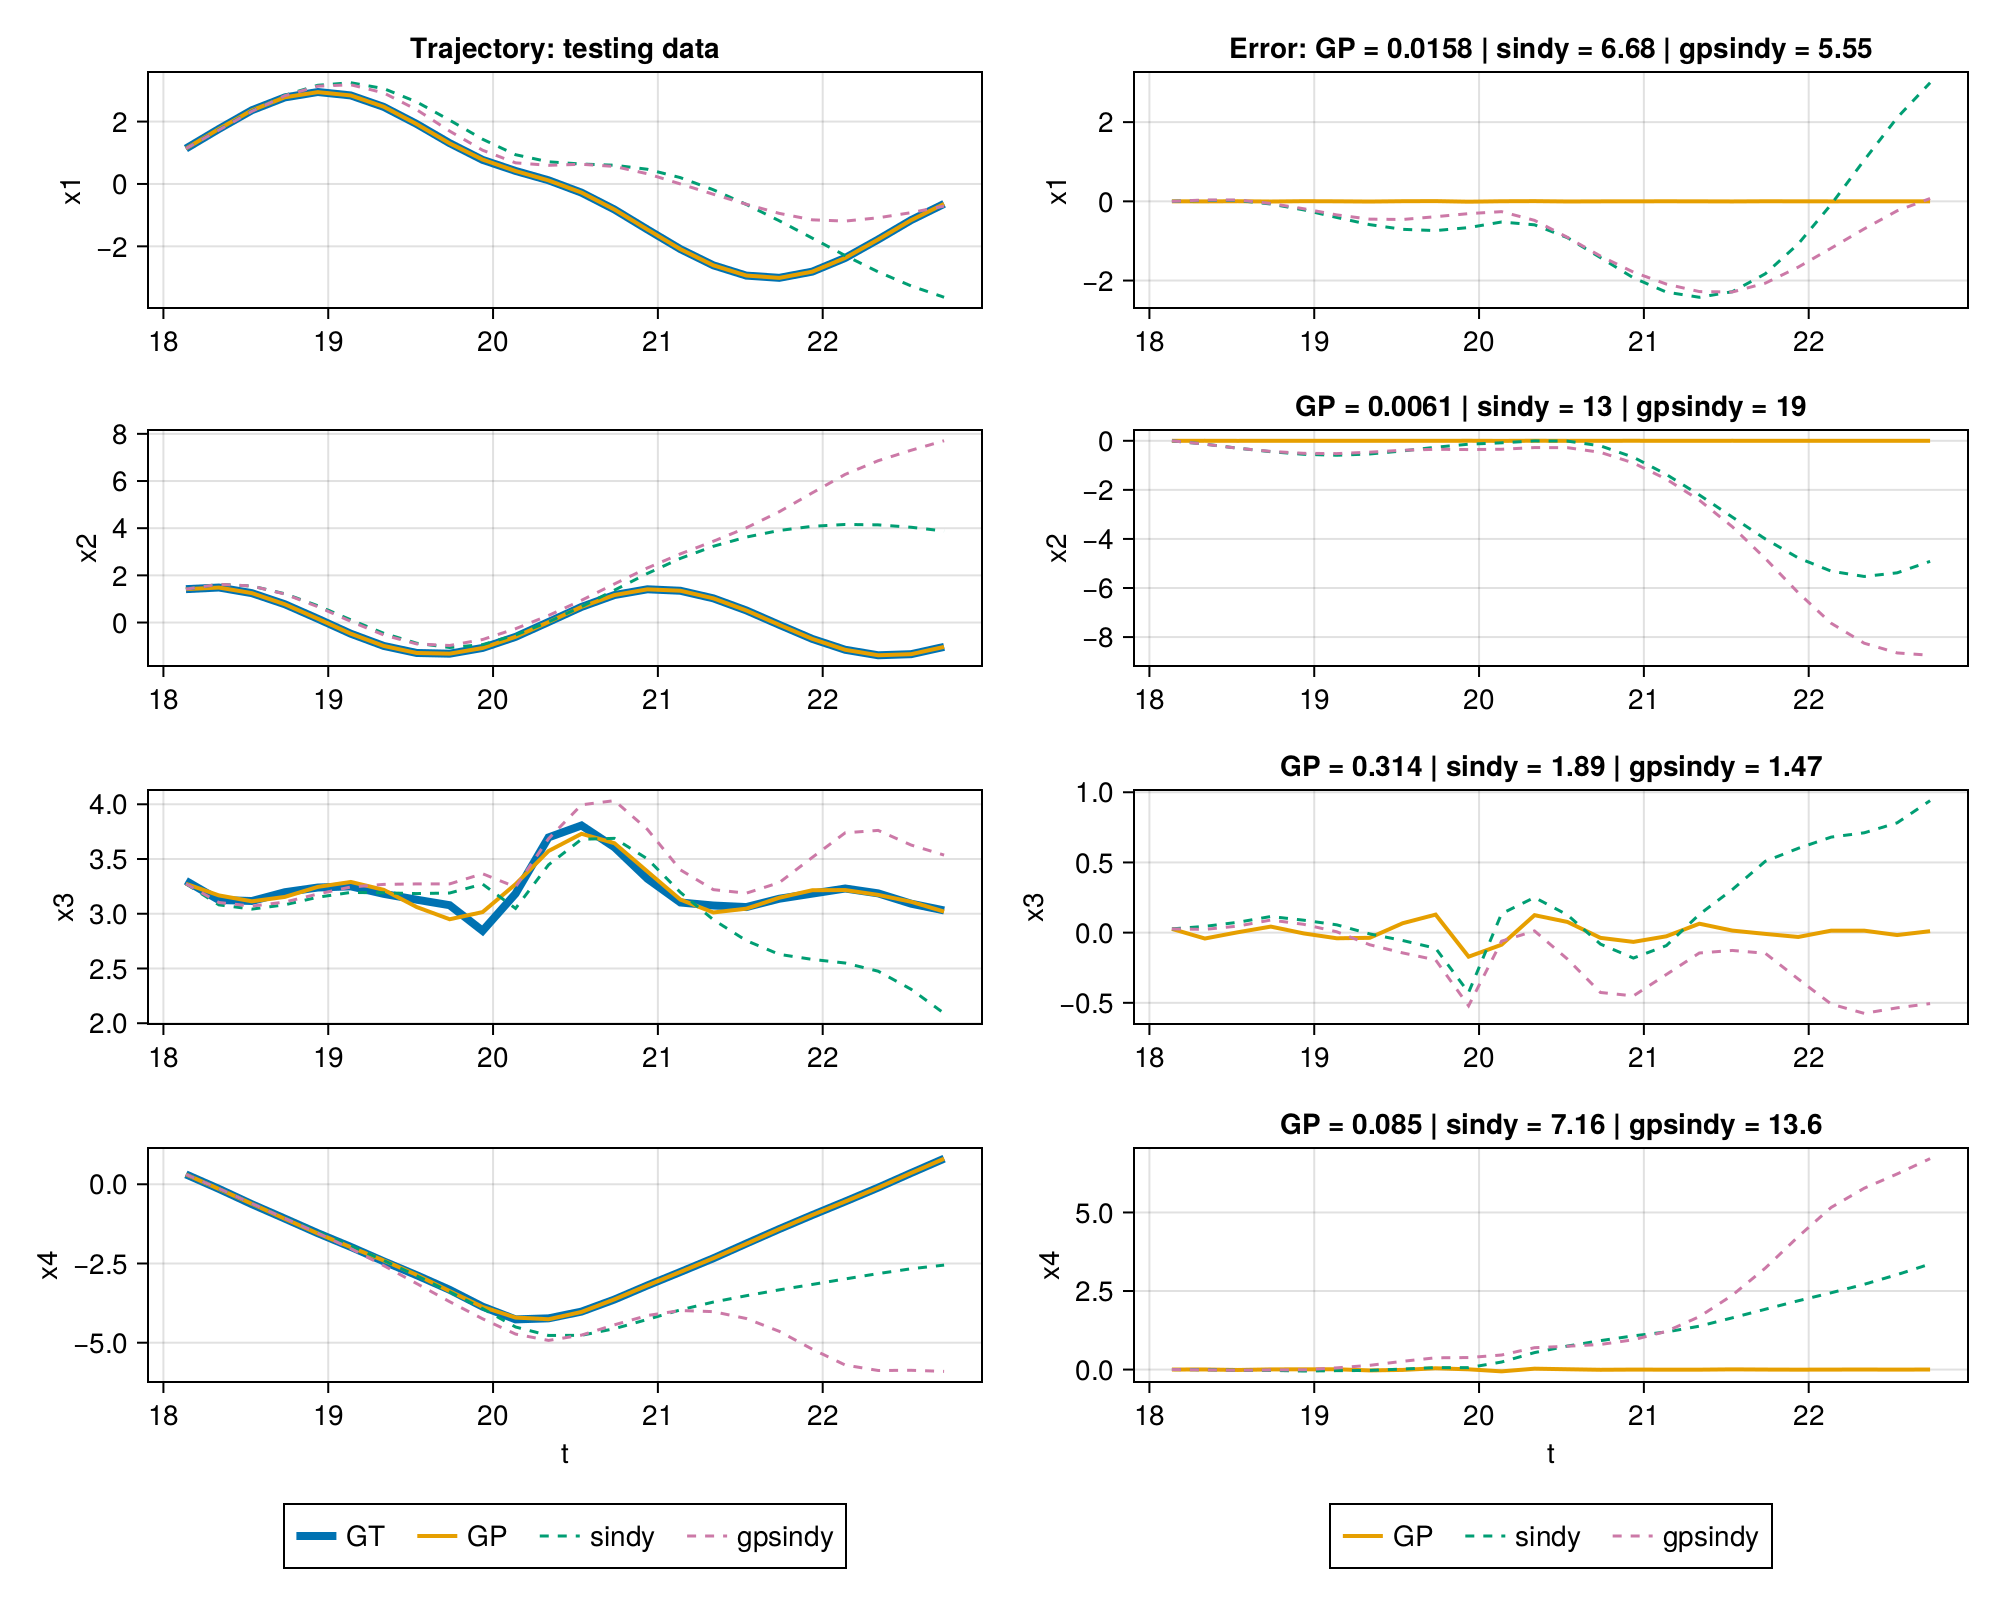 Trajectory: testing data
Error: GP = 0.0158 | sindy = 6.68 | gpsindy = 5.55
x1
2
0
−2
18 19 20 21 22
x1
2
0
−2
18 19 20 21 22
GP = 0.0061 | sindy = 13 | gpsindy = 19
x2
8
6
4
2
0
18 19 20 21 22
x2
0
−2
−4
−6
−8
18 19 20 21 22
GP = 0.314 | sindy = 1.89 | gpsindy = 1.47
x3
4.0
3.5
3.0
2.5
2.0
18 19 20 21 22
x3
1.0
0.5
0.0
−0.5
18 19 20 21 22
GP = 0.085 | sindy = 7.16 | gpsindy = 13.6
x4
0.0
−2.5
−5.0
18 19 20 21 22
t
x4
5.0
2.5
0.0
18 19 20 21 22
t
GT GP sindy gpsindy
GP sindy gpsindy